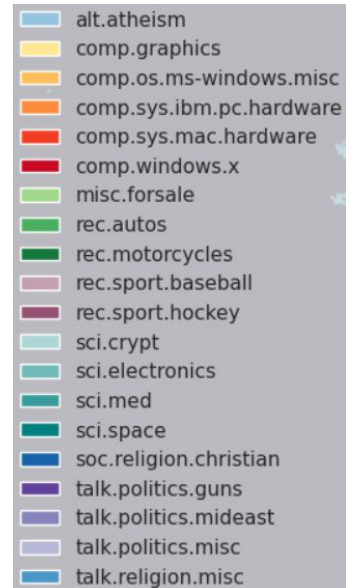 alt.atheism
comp.graphics
comp.os.ms-windows.misc
comp.sys.ibm.pc.hardware
comp.sys.mac.hardware
comp.windows.x
misc.forsale
rec.autos
rec.motorcycles
rec.sport.baseball
rec.sport.hockey
sci.crypt
sci.electronics
sci.med
sci.space
soc.religion.christian
talk.politics.guns
talk.politics.mideast
talk.politics.misc
talk.religion.misc